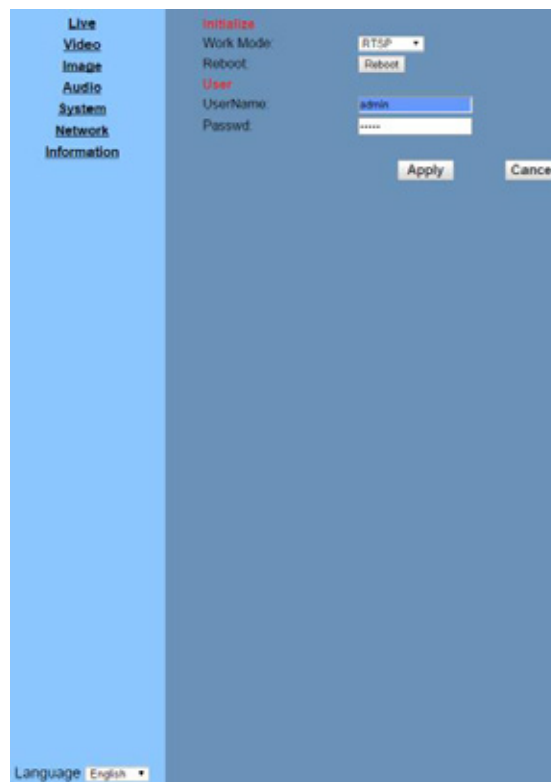 Live
Video
Image
Audio
System
Network
Information
Language English
Initialize
Work Mode: RTSP
Reboot: Reboot
User
UserName: admin
Passwd: •••••
Apply Cance